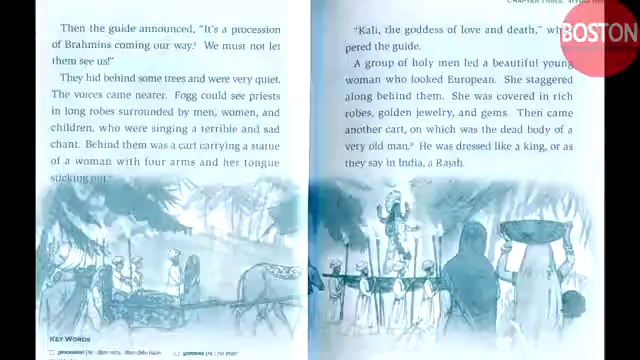 Then the guide announced, "It's a procession
of Brahmins coming our way. We must not let
them see us!"
They hid behind some trees and were very quiet.
The voices came nearer. Fogg could see priests
in long robes surrounded by men, women, and
children, who were singing a terrible and sad
chant. Behind them was a cart carrying a statue
of a woman with four arms and her tongue
sticking out.
KEY WORDS
procession
goddess
"Kali, the goddess of love and death,"
pered the guide.
A group of holy men led a beautiful young
woman who looked European. She staggered
along behind them. She was covered in rich
robes, golden jewelry, and gems. Then came
another cart, on which was the dead body of a
very old man. He was dressed like a king, or as
they say in India, a Rajah.
BOSTON